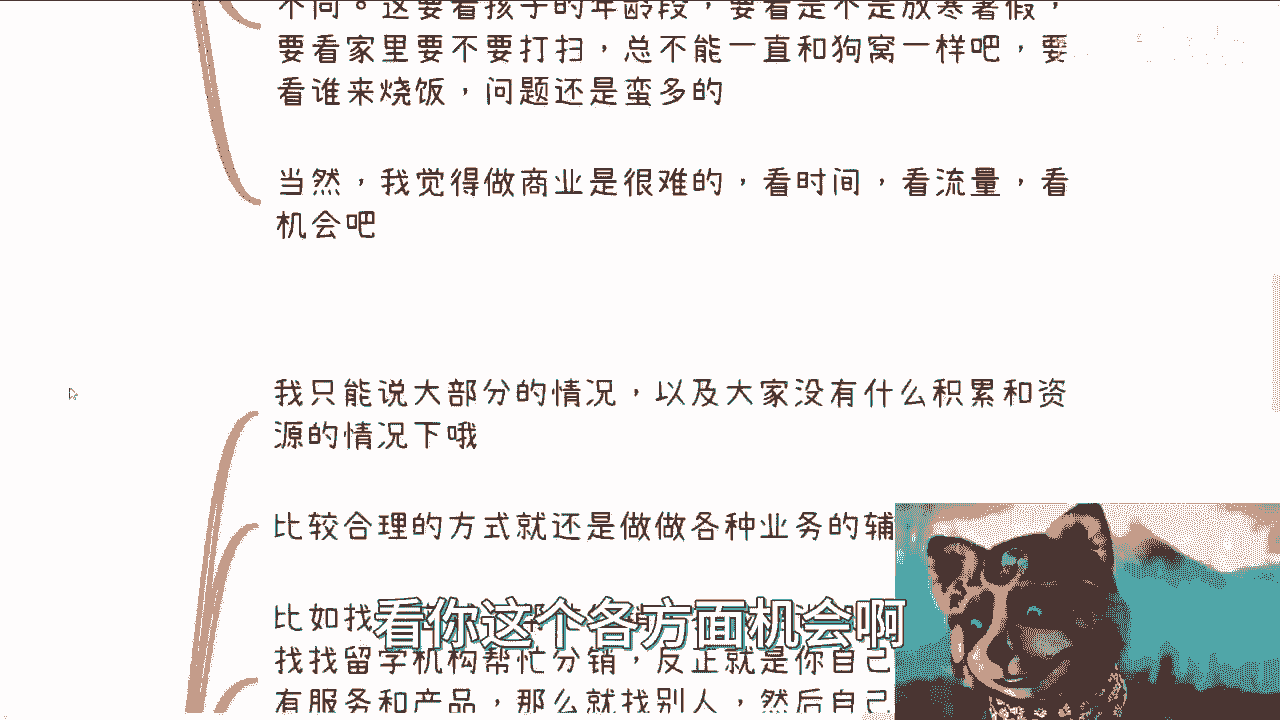 不同。这要看孩子的年龄段，要看是不是放寒暑假，
要看家里要不要打扫，总不能一直和狗窝一样吧，要
看谁来烧饭，问题还是蛮多的
当然，我觉得做商业是很难的，看时间，看流量，看
机会吧
我只能说大部分的情况，以及大家没有什么积累和资
源的情况下哦
比较合理的方式就还是做做各种业务的辅
比如找
看你这个各方面机会啊
找找留学机构帮忙分销，反正就是你自己
有服务和产品，那么就找别人，然后自己